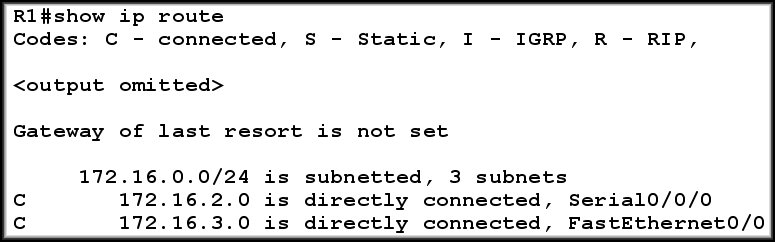 R1#show ip route
Codes: C - connected, S - Static, I - IGRP, R - RIP,
<output omitted>
Gateway of last resort is not set
172.16.0.0/24 is subnetted, 3 subnets
C 172.16.2.0 is directly connected, Serial0/0/0
C 172.16.3.0 is directly connected, FastEthernet0/0